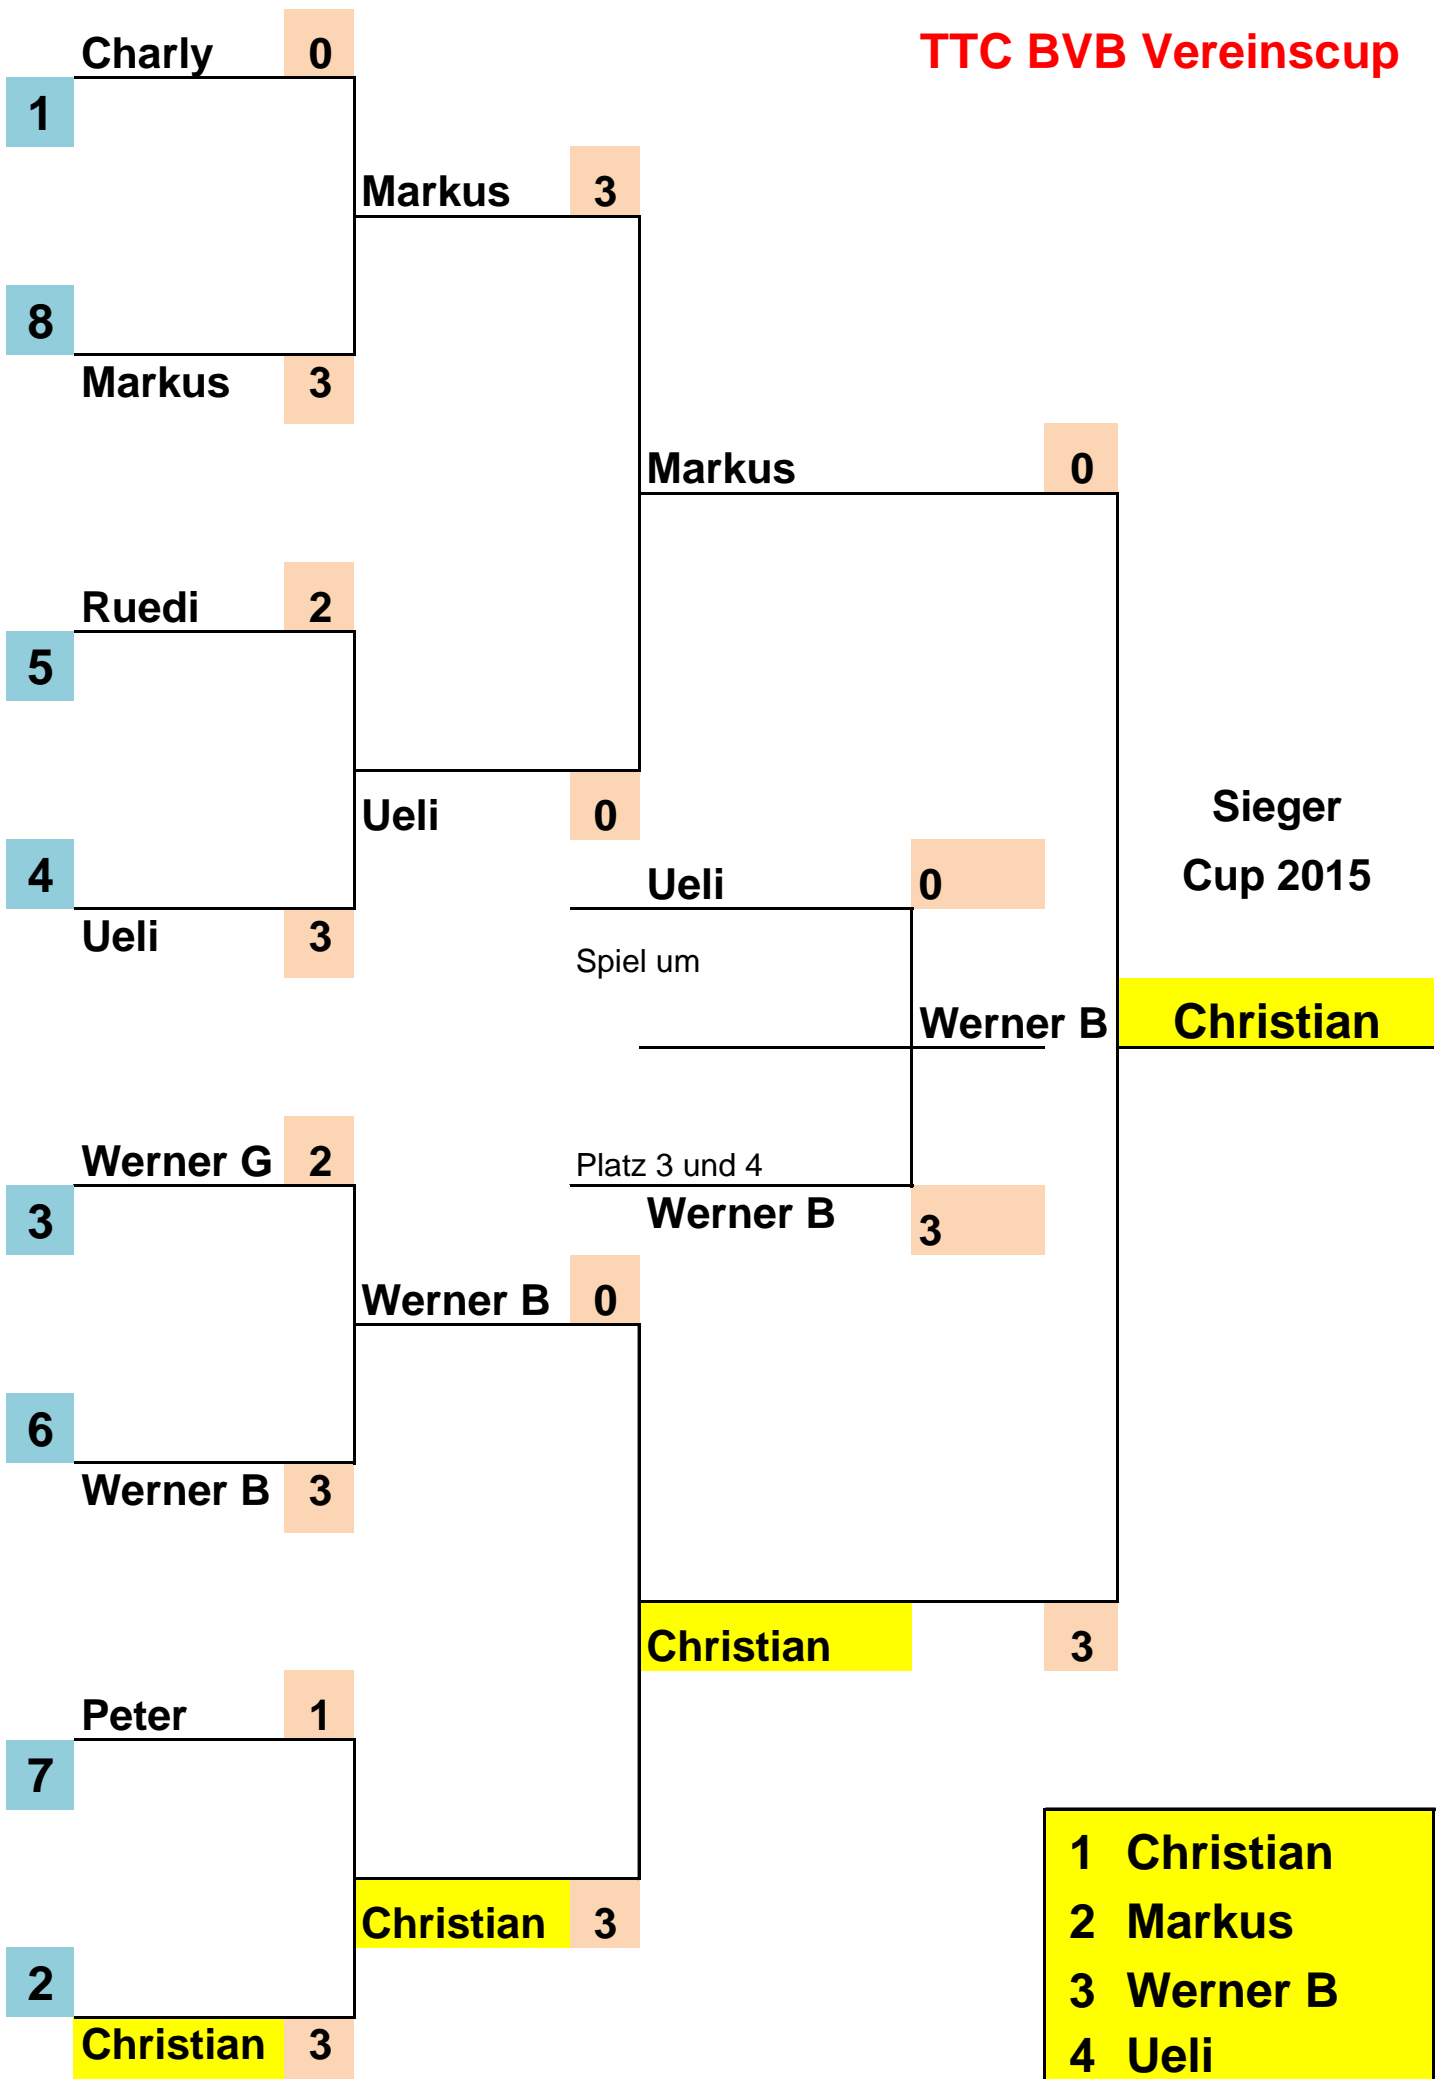 Charly 0
TTC BVB Vereinscup
1
Markus 3
8
Markus 3
Markus 0
Ruedi 2
5
Ueli 0
Sieger
4
Ueli 0
Cup 2015
Ueli 3
Spiel um
Werner B
Christian
Werner G 2
Platz 3 und 4
3
Werner B 3
Werner B 0
6
Werner B 3
Christian 3
Peter 1
7
1 Christian
Christian 3
2 Markus
2
3 Werner B
Christian 3
4 Ueli